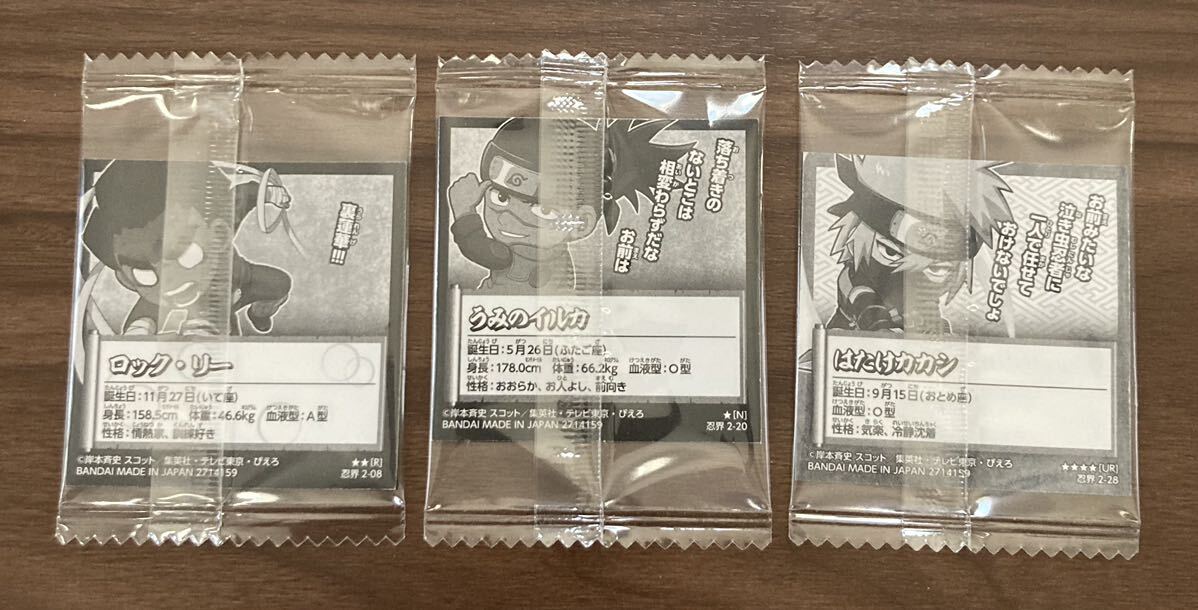 裏蓮華!!!
ロック・リー
誕生日:11月27日(いて座)
身長:158.5cm 体重:46.6kg 血液型:A型
性格:情熱家、訓練好き
©岸本斉史 スコット/集英社・テレビ東京・ぴえろ
BANDAI MADE IN JAPAN 2714159
★★[R]
忍界 2-08
落ち着きの
ないとこは
相変わらずだな
お前は
うみのイルカ
誕生日:5月26日(ふたご座)
身長:178.0cm 体重:66.2kg 血液型:O型
性格:おおらか、お人よし、前向き
©岸本斉史 スコット/集英社・テレビ東京・ぴえろ
BANDAI MADE IN JAPAN 2714159
★[N]
忍界 2-20
お前みたいな
泣き虫忍者に
一人で任せて
おけないでしょ
はたけカカシ
誕生日:9月15日(おとめ座)
血液型:O型
性格:気楽、冷静沈着
©岸本斉史 スコット/集英社・テレビ東京・ぴえろ
BANDAI MADE IN JAPAN 2714159
★★★★[UR]
忍界 2-28